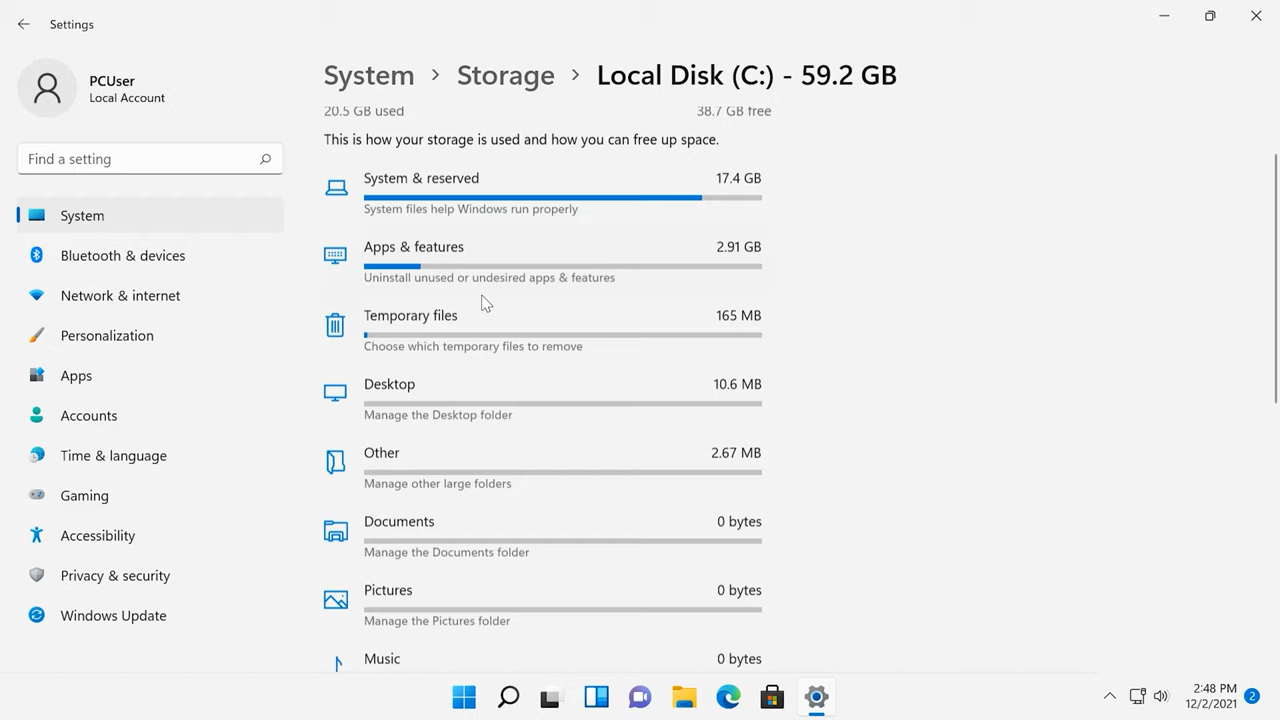 Settings
PCUser
Local Account
Find a setting
System
Bluetooth & devices
Network & internet
Personalization
Apps
Accounts
Time & language
Gaming
Accessibility
Privacy & security
Windows Update
System > Storage > Local Disk (C:) - 59.2 GB
20.5 GB used 38.7 GB free
This is how your storage is used and how you can free up space.
System & reserved 17.4 GB
System files help Windows run properly
Apps & features 2.91 GB
Uninstall unused or undesired apps & features
Temporary files 165 MB
Choose which temporary files to remove
Desktop 10.6 MB
Manage the Desktop folder
Other 2.67 MB
Manage other large folders
Documents 0 bytes
Manage the Documents folder
Pictures 0 bytes
Manage the Pictures folder
Music 0 bytes
2:48 PM
12/2/2021 2